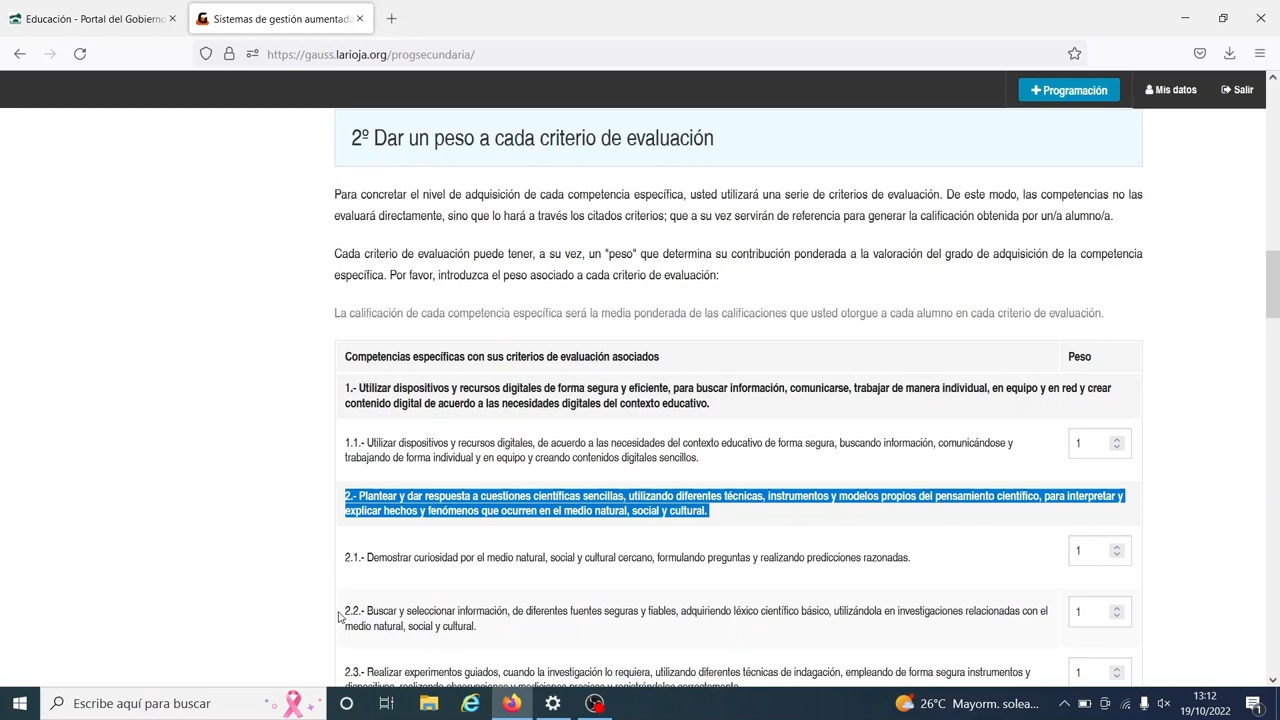 Educación - Portal del Gobierno
Sistemas de gestión aumentada
https://gauss.larioja.org/progsecundaria/
Programación
Mis datos
Salir
2º Dar un peso a cada criterio de evaluación
Para concretar el nivel de adquisición de cada competencia específica, usted utilizará una serie de criterios de evaluación. De este modo, las competencias no las
evaluará directamente, sino que lo hará a través los citados criterios; que a su vez servirán de referencia para generar la calificación obtenida por un/a alumno/a.
Cada criterio de evaluación puede tener, a su vez, un "peso" que determina su contribución ponderada a la valoración del grado de adquisición de la competencia
específica. Por favor, introduzca el peso asociado a cada criterio de evaluación:
La calificación de cada competencia específica será la media ponderada de las calificaciones que usted otorgue a cada alumno en cada criterio de evaluación.
Competencias específicas con sus criterios de evaluación asociados
Peso
1.- Utilizar dispositivos y recursos digitales de forma segura y eficiente, para buscar información, comunicarse, trabajar de manera individual, en equipo y en red y crear
contenido digital de acuerdo a las necesidades digitales del contexto educativo.
1.1.- Utilizar dispositivos y recursos digitales, de acuerdo a las necesidades del contexto educativo de forma segura, buscando información, comunicándose y
trabajando de forma individual y en equipo y creando contenidos digitales sencillos.
1
2.- Plantear y dar respuesta a cuestiones científicas sencillas, utilizando diferentes técnicas, instrumentos y modelos propios del pensamiento científico, para interpretar y
explicar hechos y fenómenos que ocurren en el medio natural, social y cultural.
2.1.- Demostrar curiosidad por el medio natural, social y cultural cercano, formulando preguntas y realizando predicciones razonadas.
1
2.2.- Buscar y seleccionar información, de diferentes fuentes seguras y fiables, adquiriendo léxico científico básico, utilizándola en investigaciones relacionadas con el
medio natural, social y cultural.
1
2.3.- Realizar experimentos guiados, cuando la investigación lo requiera, utilizando diferentes técnicas de indagación, empleando de forma segura instrumentos y
dispositivos, realizando observaciones y mediciones precisas y registrándolas correctamente.
1
Escribe aquí para buscar
26°C Mayorm. solea...
13:12
19/10/2022
1